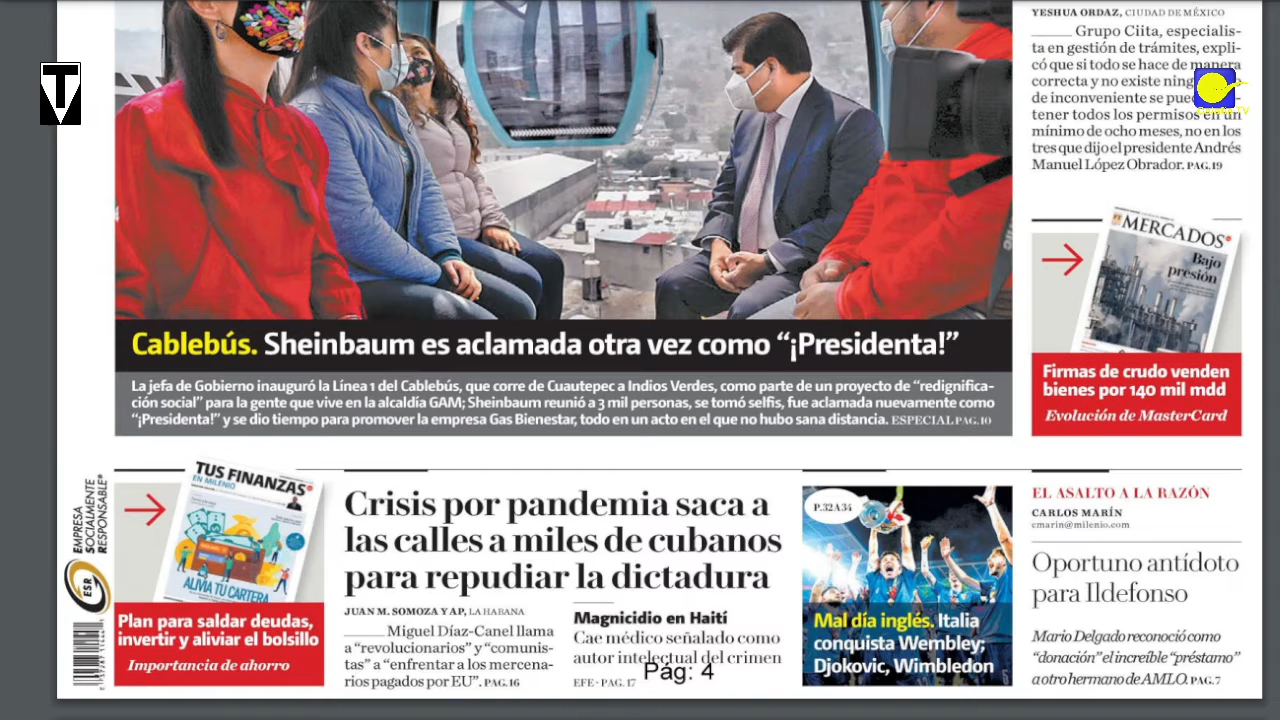 T
YESHUA ORDAZ, CIUDAD DE MÉXICO
Grupo Ciita, especialis-
ta en gestión de trámites, expli-
có que si todo se hace de manera
correcta y no existe
de inconveniente se
tener todos los permisos en un
mínimo de ocho meses, no en los
tres que dijo el presidente Andrés
Manuel López Obrador. PAG.19
MERCADOS
Bajo
presión
Firmas de crudo venden
bienes por 140 mil mdd
Evolución de MasterCard
Cablebús. Sheinbaum es aclamada otra vez como “¡Presidenta!”
La jefa de Gobierno inauguró la Línea 1 del Cablebús, que corre de Cuautepec a Indios Verdes, como parte de un proyecto de “redignifica-
ción social” para la gente que vive en la alcaldía GAM; Sheinbaum reunió a 3 mil personas, se tomó selfis, fue aclamada nuevamente como
“¡Presidenta!” y se dio tiempo para promover la empresa Gas Bienestar, todo en un acto en el que no hubo sana distancia. ESPECIAL PAG. 10
EMPRESA
SOCIALMENTE
RESPONSABLE®
ESR
TUS FINANZAS
EN MILENIO
ALIVIA TU CARTERA
Plan para saldar deudas,
invertir y aliviar el bolsillo
Importancia de ahorro
Crisis por pandemia saca a
las calles a miles de cubanos
para repudiar la dictadura
JUAN M. SOMOZA Y AP, LA HABANA
Miguel Díaz-Canel llama
a “revolucionarios” y “comunis-
tas” a “enfrentar a los mercena-
rios pagados por EU”. PAG. 16
Magnicidio en Haití
Cae médico señalado como
autor intelectual del crimen
EFE - PAG. 17
Pág: 4
P. 32 A 34
Mal día inglés. Italia
conquista Wembley;
Djokovic, Wimbledon
EL ASALTO A LA RAZÓN
CARLOS MARÍN
cmarin@milenio.com
Oportuno antídoto
para Ildefonso
Mario Delgado reconoció como
“donación” el increíble “préstamo”
a otro hermano de AMLO. PAG. 7